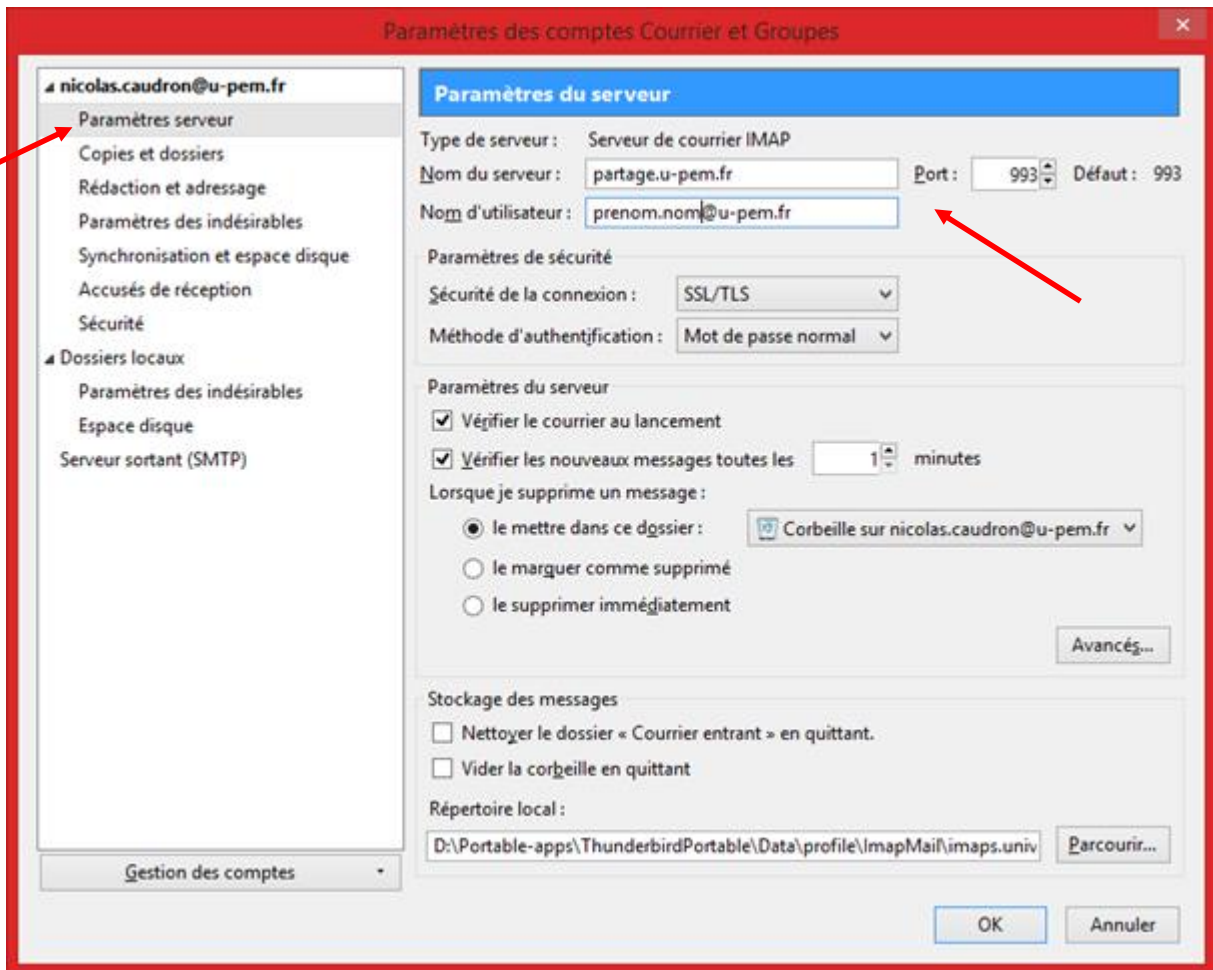 Paramètres des comptes Courrier et Groupes
nicolas.caudron@u-pem.fr
Paramètres serveur
Copies et dossiers
Rédaction et adressage
Paramètres des indésirables
Synchronisation et espace disque
Accusés de réception
Sécurité
Dossiers locaux
Paramètres des indésirables
Espace disque
Serveur sortant (SMTP)
Gestion des comptes
Paramètres du serveur
Type de serveur : Serveur de courrier IMAP
Nom du serveur : partage.u-pem.fr Port : 993 Défaut : 993
Nom d'utilisateur : prenom.nom@u-pem.fr
Paramètres de sécurité
Sécurité de la connexion : SSL/TLS
Méthode d'authentification : Mot de passe normal
Paramètres du serveur
Vérifier le courrier au lancement
Vérifier les nouveaux messages toutes les 1 minutes
Lorsque je supprime un message :
le mettre dans ce dossier : Corbeille sur nicolas.caudron@u-pem.fr
le marquer comme supprimé
le supprimer immédiatement
Avancés...
Stockage des messages
Nettoyer le dossier « Courrier entrant » en quittant.
Vider la corbeille en quittant
Répertoire local :
D:\Portable-apps\ThunderbirdPortable\Data\profile\ImapMail\imaps.univ Parcourir...
OK Annuler